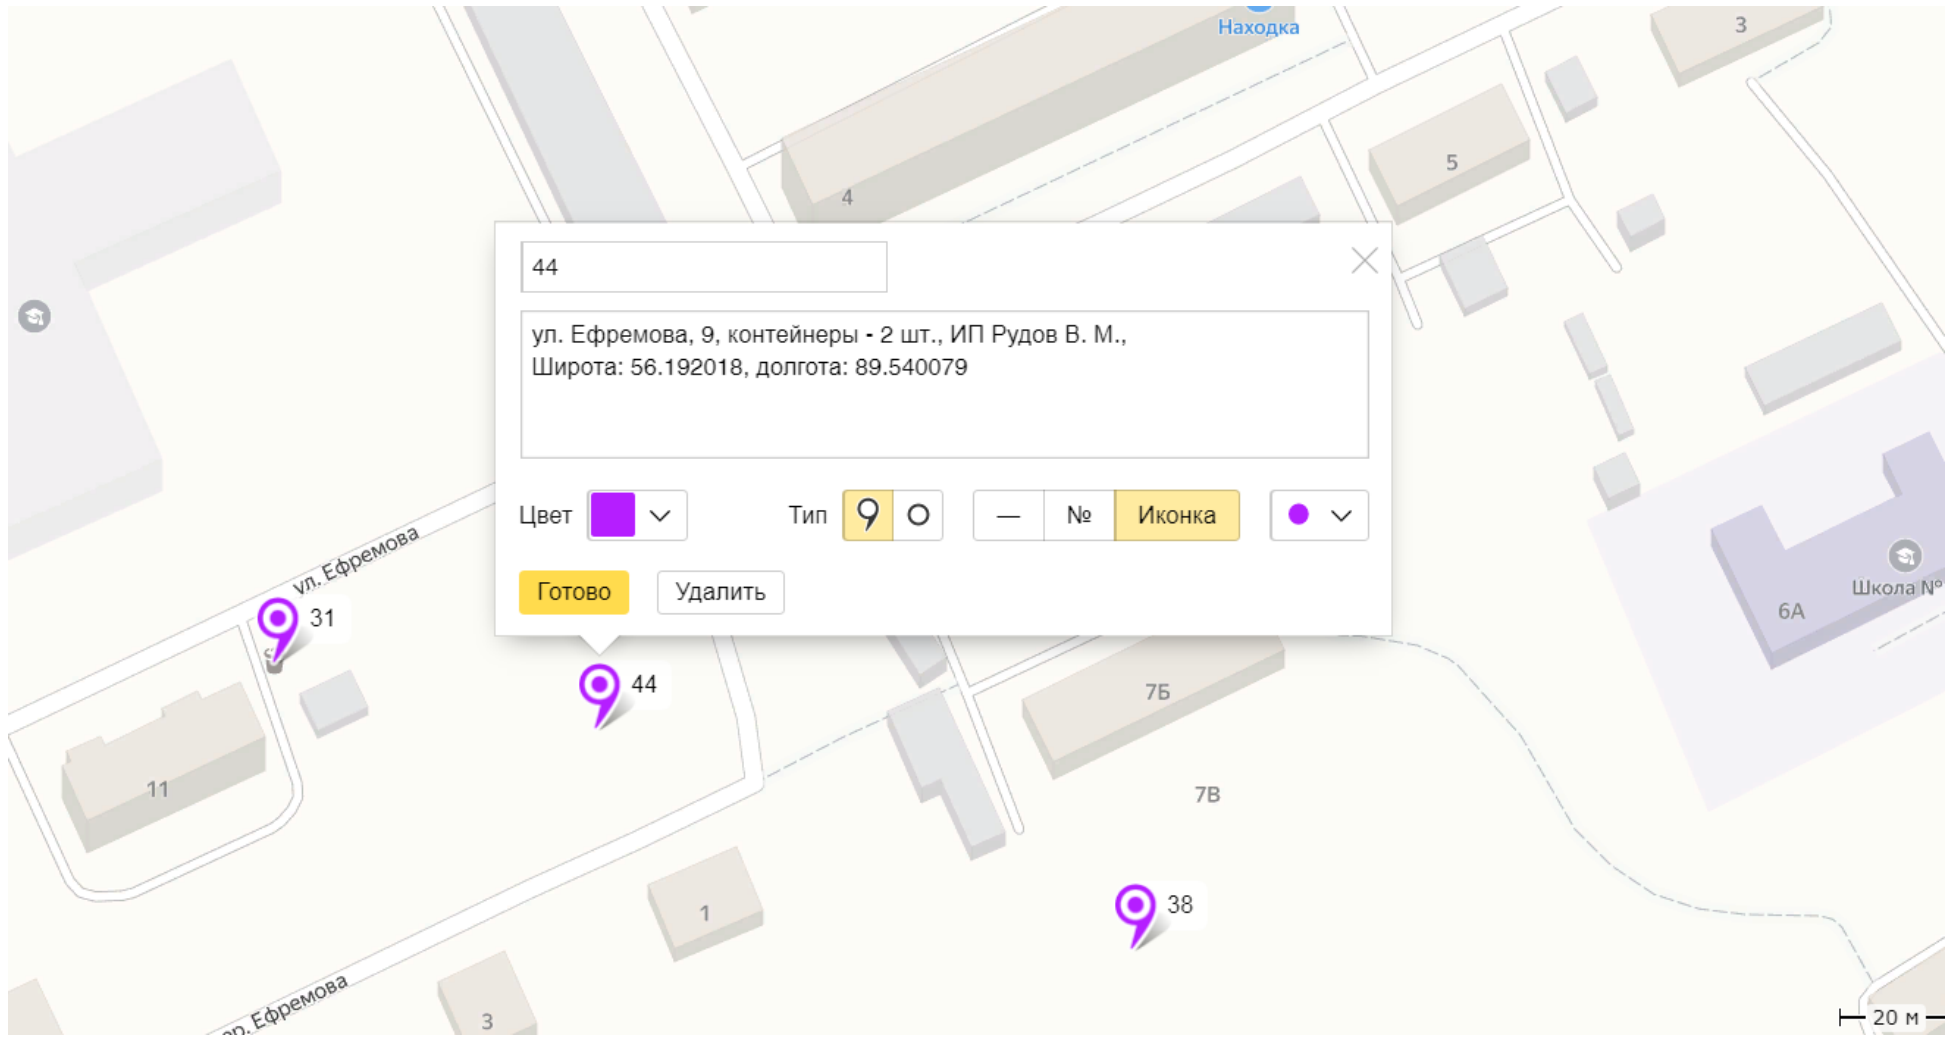 Находка
3
5
4
44
ул. Ефремова, 9, контейнеры - 2 шт., ИП Рудов В. М.,
Широта: 56.192018, долгота: 89.540079
Цвет
Тип
—
№
Иконка
Готово
Удалить
ул. Ефремова
31
44
Школа №
6А
7Б
11
7В
1
38
3
ер. Ефремова
20 м